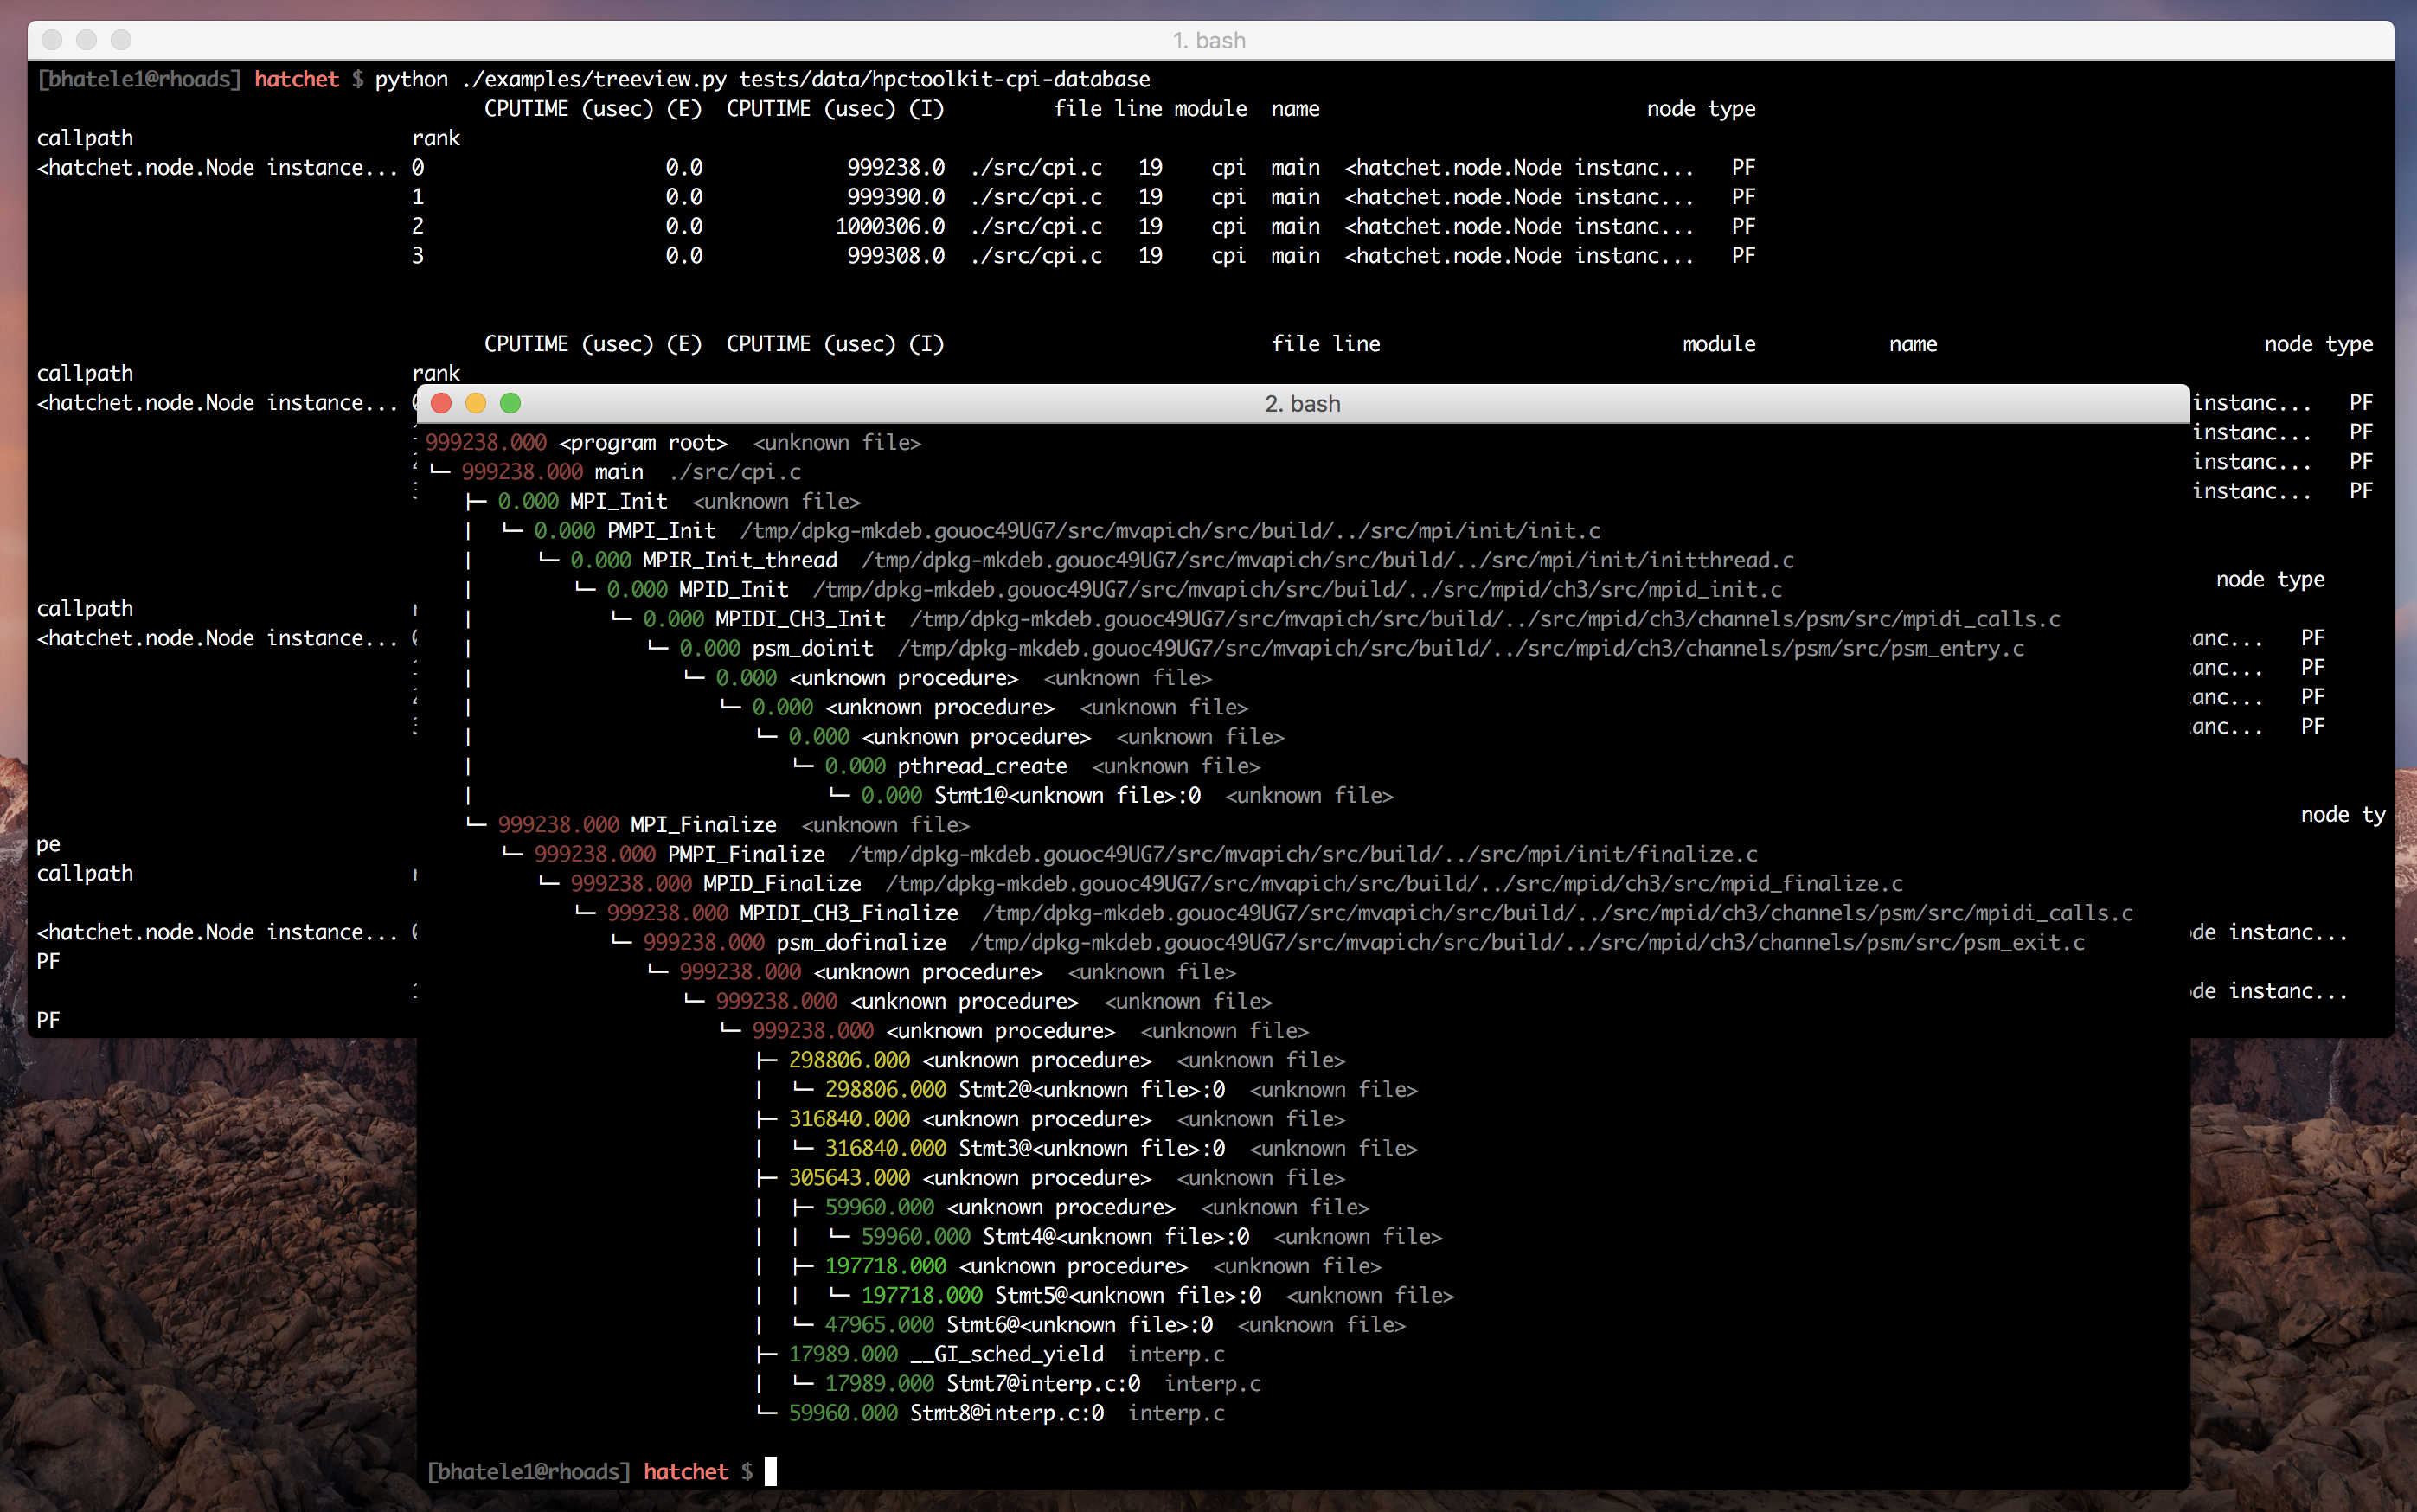 1. bash
[bhatele1@rhoads] hatchet $ python ./examples/treeview.py tests/data/hpctoolkit-cpi-database
CPUTIME (usec) (E)  CPUTIME (usec) (I)  file line module  name  node type
callpath  rank
<hatchet.node.Node instance... 0  0.0  999238.0  ./src/cpi.c  19  cpi  main  <hatchet.node.Node instanc...  PF
1  0.0  999390.0  ./src/cpi.c  19  cpi  main  <hatchet.node.Node instanc...  PF
2  0.0  1000306.0  ./src/cpi.c  19  cpi  main  <hatchet.node.Node instanc...  PF
3  0.0  999308.0  ./src/cpi.c  19  cpi  main  <hatchet.node.Node instanc...  PF
CPUTIME (usec) (E)  CPUTIME (usec) (I)  file line  module  name  node type
callpath  rank
<hatchet.node.Node instance...  instanc...  PF
instanc...  PF
instanc...  PF
instanc...  PF
node type
callpath
<hatchet.node.Node instance...  anc...  PF
anc...  PF
anc...  PF
anc...  PF
node ty
pe
callpath
<hatchet.node.Node instance...  de instanc...
PF
de instanc...
PF
2. bash
999238.000 <program root>  <unknown file>
└─ 999238.000 main  ./src/cpi.c
├─ 0.000 MPI_Init  <unknown file>
|  └─ 0.000 PMPI_Init  /tmp/dpkg-mkdeb.gouoc49UG7/src/mvapich/src/build/../src/mpi/init/init.c
|     └─ 0.000 MPIR_Init_thread  /tmp/dpkg-mkdeb.gouoc49UG7/src/mvapich/src/build/../src/mpi/init/initthread.c
|        └─ 0.000 MPID_Init  /tmp/dpkg-mkdeb.gouoc49UG7/src/mvapich/src/build/../src/mpid/ch3/src/mpid_init.c
|           └─ 0.000 MPIDI_CH3_Init  /tmp/dpkg-mkdeb.gouoc49UG7/src/mvapich/src/build/../src/mpid/ch3/channels/psm/src/mpidi_calls.c
|              └─ 0.000 psm_doinit  /tmp/dpkg-mkdeb.gouoc49UG7/src/mvapich/src/build/../src/mpid/ch3/channels/psm/src/psm_entry.c
|                 └─ 0.000 <unknown procedure>  <unknown file>
|                    └─ 0.000 <unknown procedure>  <unknown file>
|                       └─ 0.000 <unknown procedure>  <unknown file>
|                          └─ 0.000 pthread_create  <unknown file>
|                             └─ 0.000 Stmt1@<unknown file>:0  <unknown file>
└─ 999238.000 MPI_Finalize  <unknown file>
└─ 999238.000 PMPI_Finalize  /tmp/dpkg-mkdeb.gouoc49UG7/src/mvapich/src/build/../src/mpi/init/finalize.c
└─ 999238.000 MPID_Finalize  /tmp/dpkg-mkdeb.gouoc49UG7/src/mvapich/src/build/../src/mpid/ch3/src/mpid_finalize.c
└─ 999238.000 MPIDI_CH3_Finalize  /tmp/dpkg-mkdeb.gouoc49UG7/src/mvapich/src/build/../src/mpid/ch3/channels/psm/src/mpidi_calls.c
└─ 999238.000 psm_dofinalize  /tmp/dpkg-mkdeb.gouoc49UG7/src/mvapich/src/build/../src/mpid/ch3/channels/psm/src/psm_exit.c
└─ 999238.000 <unknown procedure>  <unknown file>
└─ 999238.000 <unknown procedure>  <unknown file>
└─ 999238.000 <unknown procedure>  <unknown file>
├─ 298806.000 <unknown procedure>  <unknown file>
|  └─ 298806.000 Stmt2@<unknown file>:0  <unknown file>
├─ 316840.000 <unknown procedure>  <unknown file>
|  └─ 316840.000 Stmt3@<unknown file>:0  <unknown file>
├─ 305643.000 <unknown procedure>  <unknown file>
|  ├─ 59960.000 <unknown procedure>  <unknown file>
|  |  └─ 59960.000 Stmt4@<unknown file>:0  <unknown file>
|  ├─ 197718.000 <unknown procedure>  <unknown file>
|  |  └─ 197718.000 Stmt5@<unknown file>:0  <unknown file>
|  └─ 47965.000 Stmt6@<unknown file>:0  <unknown file>
├─ 17989.000 __GI_sched_yield  interp.c
|  └─ 17989.000 Stmt7@interp.c:0  interp.c
└─ 59960.000 Stmt8@interp.c:0  interp.c
[bhatele1@rhoads] hatchet $